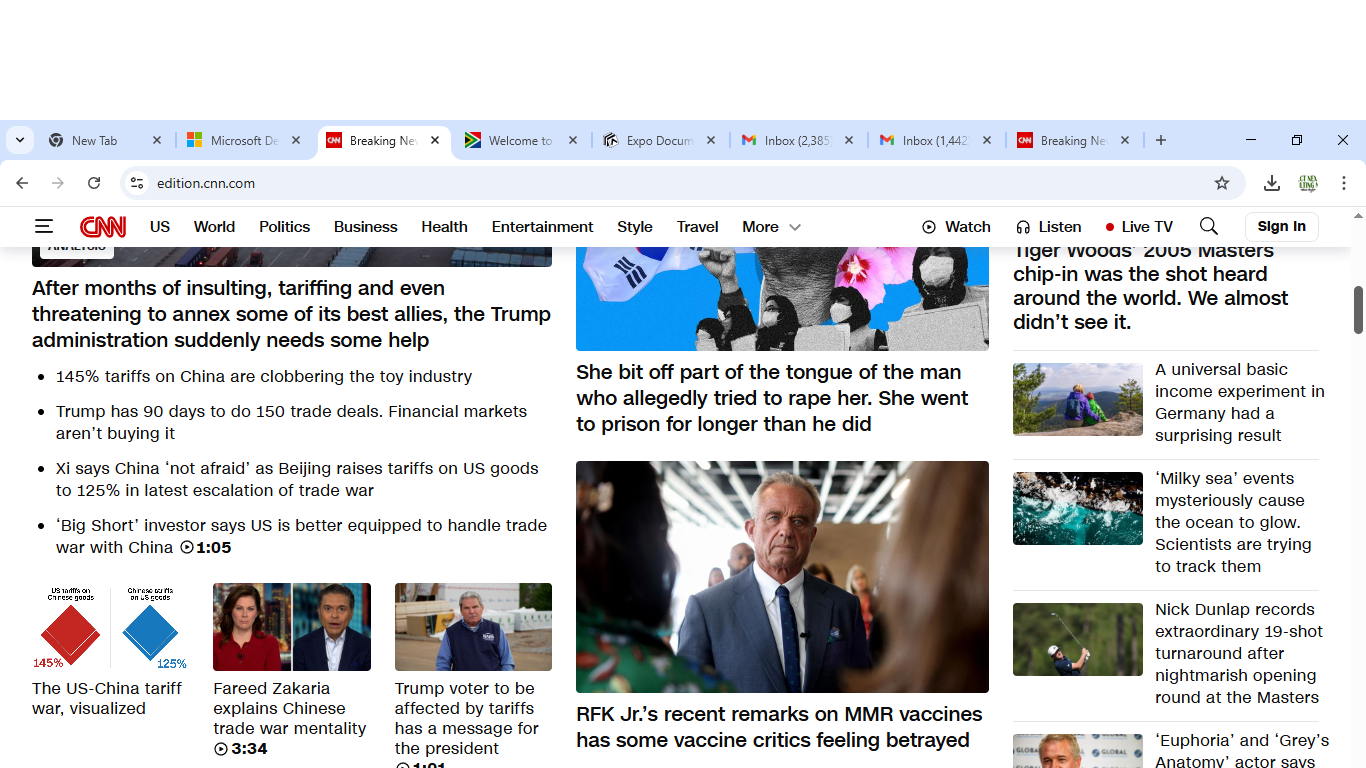 New Tab
Microsoft De
Breaking Ne
Welcome to
Expo Docum
Inbox (2,385)
Inbox (1,442
Breaking Ne
edition.cnn.com
CNN
US
World
Politics
Business
Health
Entertainment
Style
Travel
More
Watch
Listen
Live TV
Sign In
ANALYSIS
After months of insulting, tariffing and even
threatening to annex some of its best allies, the Trump
administration suddenly needs some help
145% tariffs on China are clobbering the toy industry
Trump has 90 days to do 150 trade deals. Financial markets
aren’t buying it
Xi says China ‘not afraid’ as Beijing raises tariffs on US goods
to 125% in latest escalation of trade war
‘Big Short’ investor says US is better equipped to handle trade
war with China 1:05
US tariffs on
Chinese goods
145%
Chinese tariffs
on US goods
125%
The US-China tariff
war, visualized
Fareed Zakaria
explains Chinese
trade war mentality
3:34
Trump voter to be
affected by tariffs
has a message for
the president
1:01
She bit off part of the tongue of the man
who allegedly tried to rape her. She went
to prison for longer than he did
RFK Jr.’s recent remarks on MMR vaccines
has some vaccine critics feeling betrayed
Tiger Woods’ 2005 Masters
chip-in was the shot heard
around the world. We almost
didn’t see it.
A universal basic
income experiment in
Germany had a
surprising result
‘Milky sea’ events
mysteriously cause
the ocean to glow.
Scientists are trying
to track them
Nick Dunlap records
extraordinary 19-shot
turnaround after
nightmarish opening
round at the Masters
GLOBAL
GLOBAL
‘Euphoria’ and ‘Grey’s
Anatomy’ actor says